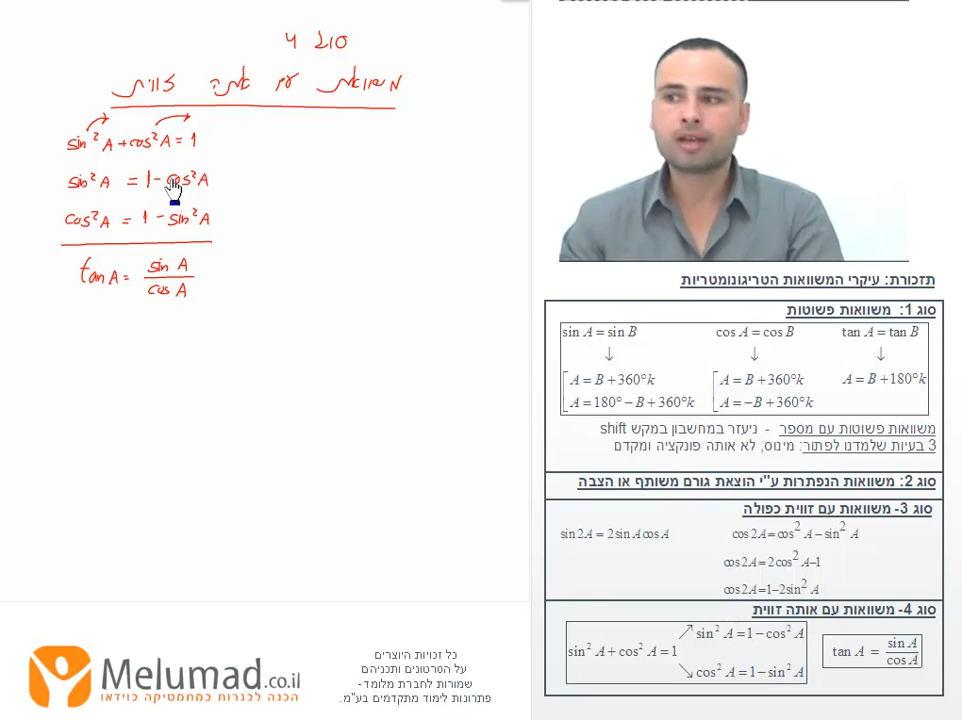 סוג 4
משוואות עם אותה זווית
sin²A + cos²A = 1
sin²A = 1 - cos²A
cos²A = 1 - sin²A
tan A = sin A / cos A
תזכורת: עיקרי המשוואות הטריגונומטריות
סוג 1: משוואות פשוטות
sin A = sin B cos A = cos B tan A = tan B
↓ ↓ ↓
A = B + 360°k A = B + 360°k A = B + 180°k
A = 180° − B + 360°k A = −B + 360°k
משוואות פשוטות עם מספר - ניעזר במחשבון במקש shift
3 בעיות שלמדנו לפתור: מינוס, לא אותה פונקציה ומקדם
סוג 2: משוואות הנפתרות ע"י הוצאת גורם משותף או הצבה
סוג 3- משוואות עם זווית כפולה
sin 2A = 2sin A cos A cos 2A = cos² A − sin² A
cos 2A = 2cos² A−1
cos 2A = 1−2sin² A
סוג 4- משוואות עם אותה זווית
sin² A + cos² A = 1
↗ sin² A = 1 − cos² A
↘ cos² A = 1 − sin² A
tan A = sin A / cos A
Melumad.co.il
הכנה לבגרות במתמטיקה בוידאו
כל זכויות היוצרים
על הסרטונים ותכניהם
שמורות לחברת מלומד -
פתרונות לימוד מתקדמים בע"מ.